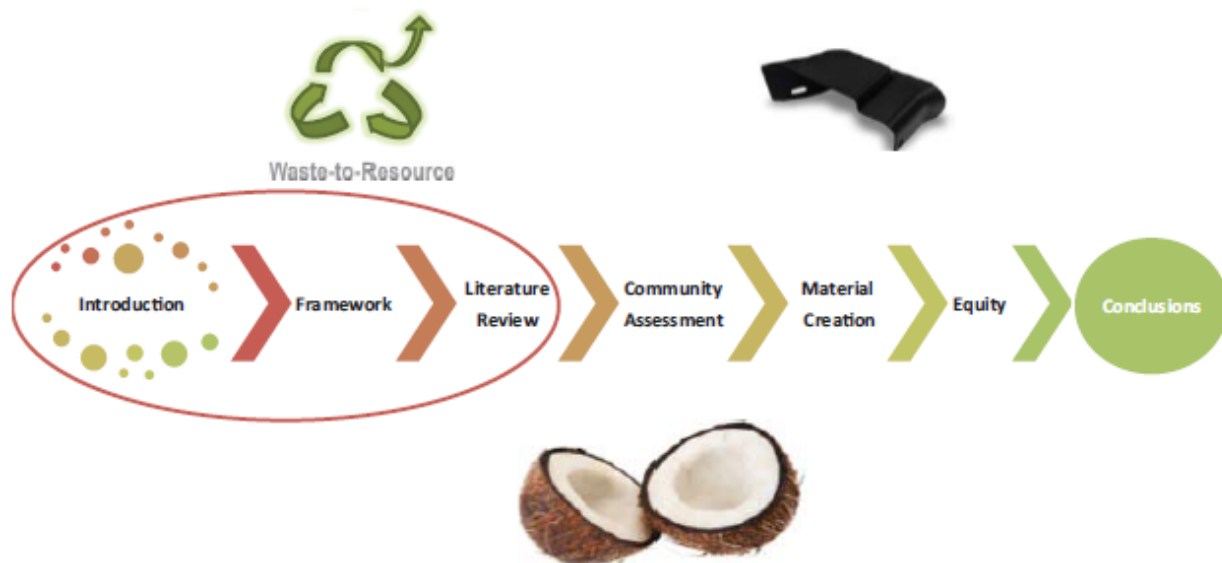 Waste-to-Resource
Introduction
Framework
Literature
Review
Community
Assessment
Material
Creation
Equity
Conclusions